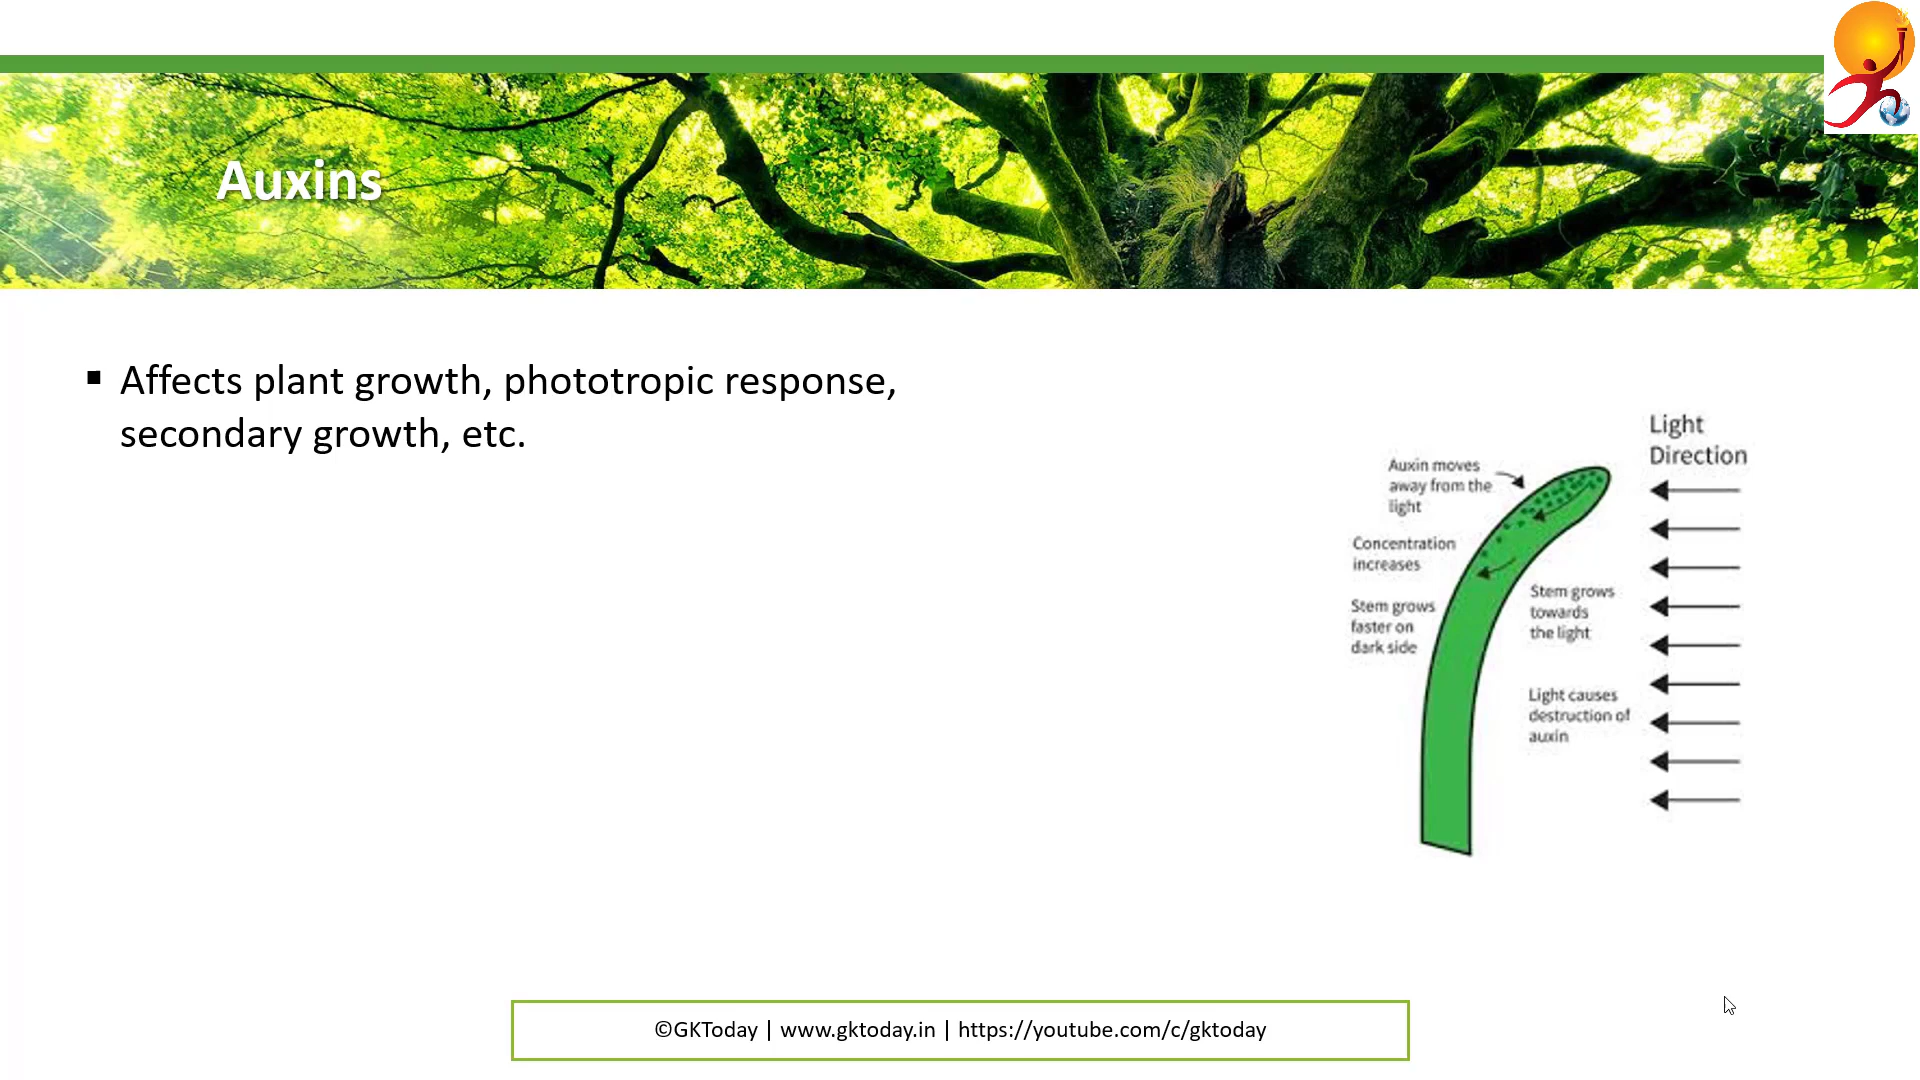 Auxins
▪ Affects plant growth, phototropic response,
secondary growth, etc.
Light
Direction
Auxin moves
away from the
light
Concentration
increases
Stem grows
faster on
dark side
Stem grows
towards
the light
Light causes
destruction of
auxin
©GKToday | www.gktoday.in | https://youtube.com/c/gktoday